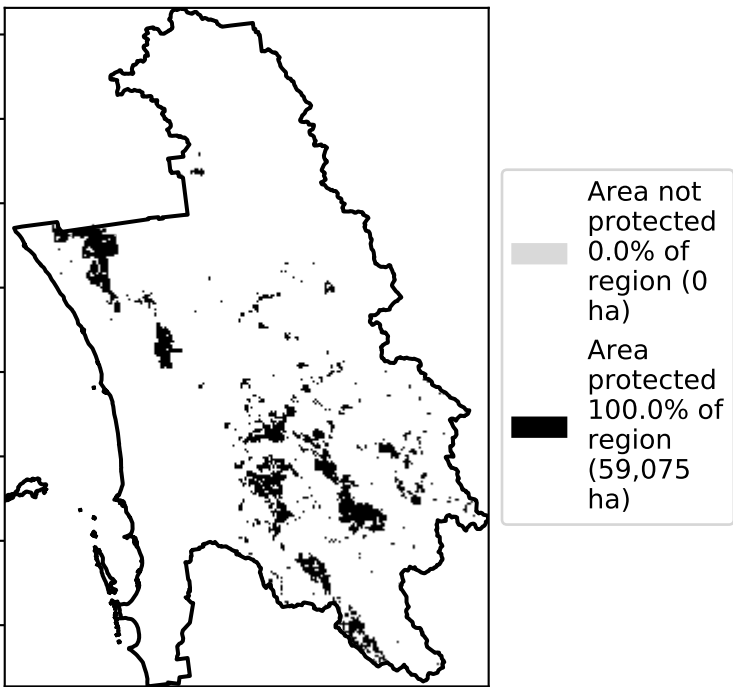 Area not
protected
0.0% of
region (0
ha)
Area
protected
100.0% of
region
(59,075
ha)